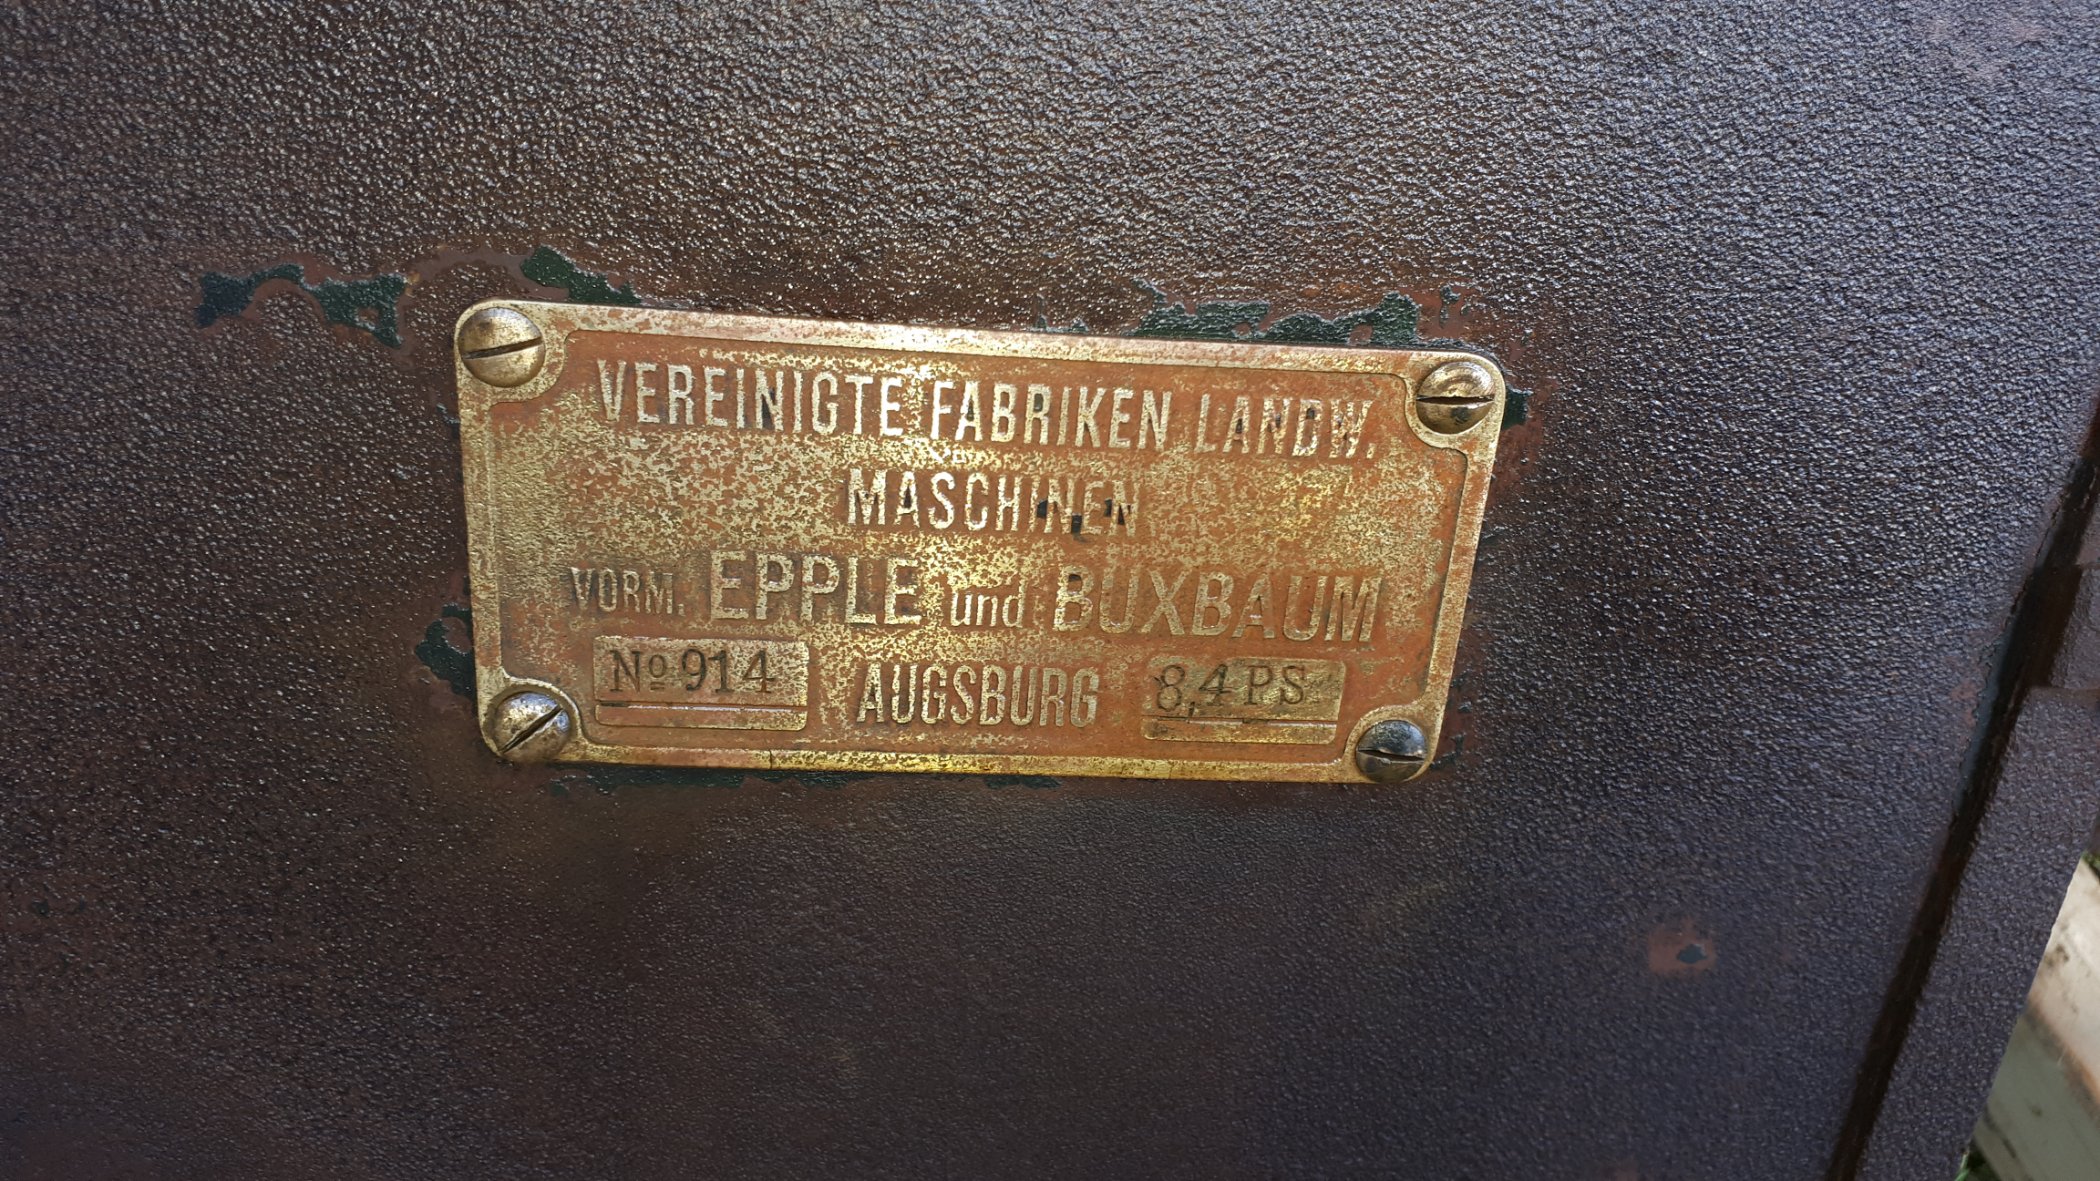 VEREINIGTE FABRIKEN LANDW.
MASCHINEN
VORM. EPPLE und BUXBAUM
No 914 AUGSBURG 8,4 PS